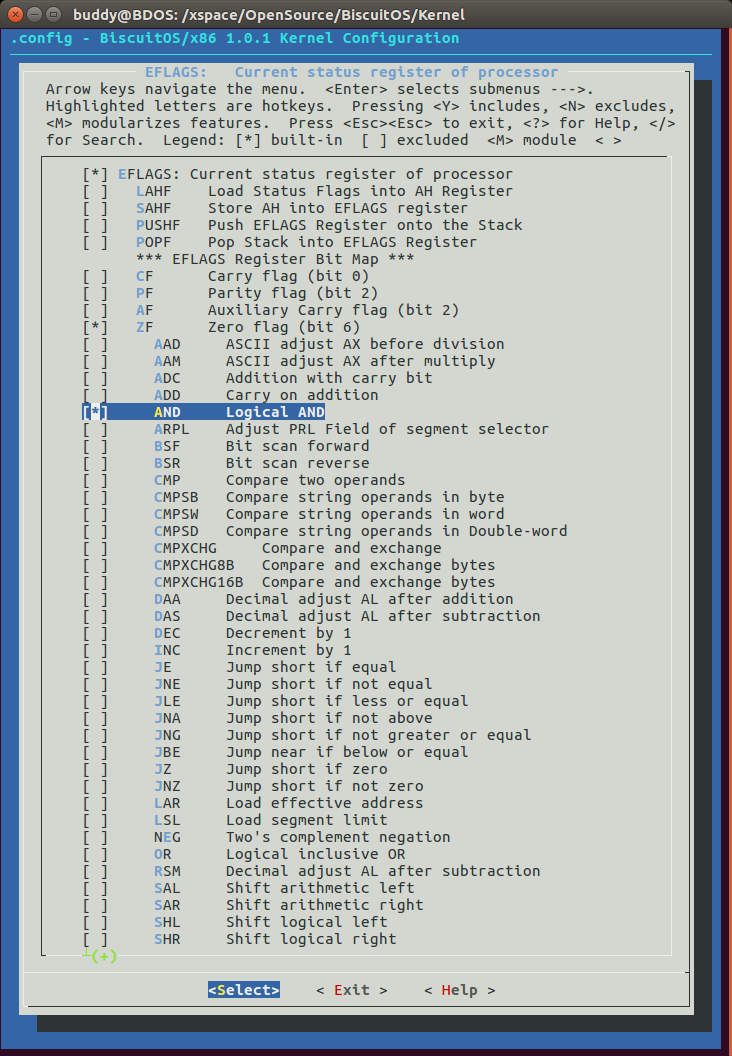 buddy@BDOS: /xspace/OpenSource/BiscuitOS/Kernel
.config - BiscuitOS/x86 1.0.1 Kernel Configuration
EFLAGS:   Current status register of processor
Arrow keys navigate the menu.  <Enter> selects submenus --->.
Highlighted letters are hotkeys.  Pressing <Y> includes, <N> excludes,
<M> modularizes features.  Press <Esc><Esc> to exit, <?> for Help, </>
for Search.  Legend: [*] built-in  [ ] excluded  <M> module  < >
[*] EFLAGS: Current status register of processor
[ ]   LAHF    Load Status Flags into AH Register
[ ]   SAHF    Store AH into EFLAGS register
[ ]   PUSHF   Push EFLAGS Register onto the Stack
[ ]   POPF    Pop Stack into EFLAGS Register
*** EFLAGS Register Bit Map ***
[ ]   CF      Carry flag (bit 0)
[ ]   PF      Parity flag (bit 2)
[ ]   AF      Auxiliary Carry flag (bit 2)
[*]   ZF      Zero flag (bit 6)
[ ]     AAD     ASCII adjust AX before division
[ ]     AAM     ASCII adjust AX after multiply
[ ]     ADC     Addition with carry bit
[ ]     ADD     Carry on addition
[*]     AND     Logical AND
[ ]     ARPL    Adjust PRL Field of segment selector
[ ]     BSF     Bit scan forward
[ ]     BSR     Bit scan reverse
[ ]     CMP     Compare two operands
[ ]     CMPSB   Compare string operands in byte
[ ]     CMPSW   Compare string operands in word
[ ]     CMPSD   Compare string operands in Double-word
[ ]     CMPXCHG     Compare and exchange
[ ]     CMPXCHG8B   Compare and exchange bytes
[ ]     CMPXCHG16B  Compare and exchange bytes
[ ]     DAA     Decimal adjust AL after addition
[ ]     DAS     Decimal adjust AL after subtraction
[ ]     DEC     Decrement by 1
[ ]     INC     Increment by 1
[ ]     JE      Jump short if equal
[ ]     JNE     Jump short if not equal
[ ]     JLE     Jump short if less or equal
[ ]     JNA     Jump short if not above
[ ]     JNG     Jump short if not greater or equal
[ ]     JBE     Jump near if below or equal
[ ]     JZ      Jump short if zero
[ ]     JNZ     Jump short if not zero
[ ]     LAR     Load effective address
[ ]     LSL     Load segment limit
[ ]     NEG     Two's complement negation
[ ]     OR      Logical inclusive OR
[ ]     RSM     Decimal adjust AL after subtraction
[ ]     SAL     Shift arithmetic left
[ ]     SAR     Shift arithmetic right
[ ]     SHL     Shift logical left
[ ]     SHR     Shift logical right
(+)
<Select>    < Exit >    < Help >